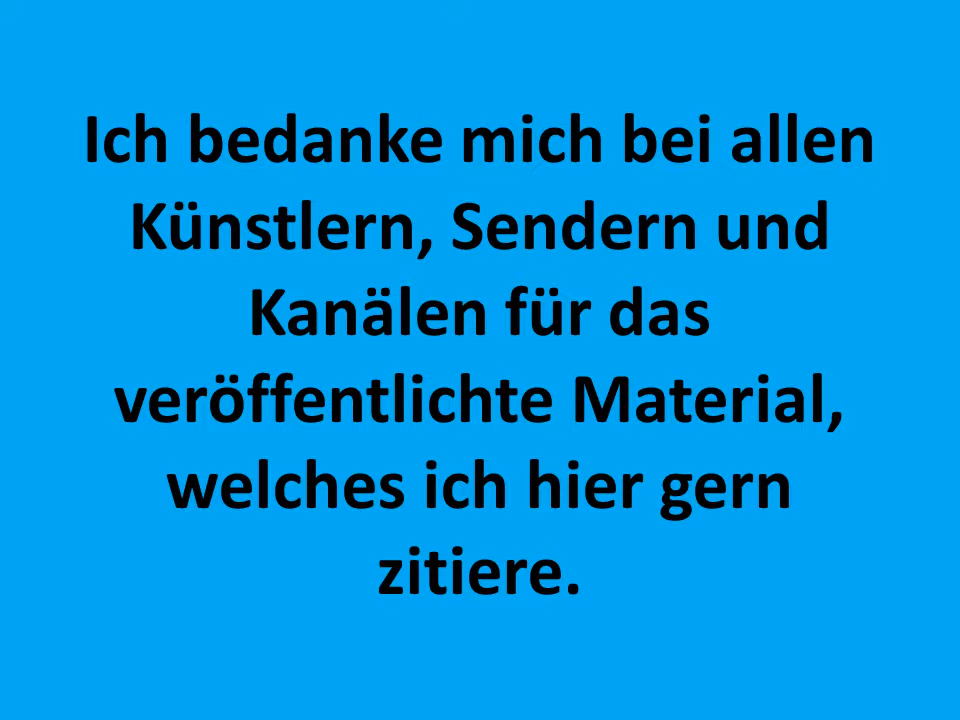 Ich bedanke mich bei allen
Künstlern, Sendern und
Kanälen für das
veröffentlichte Material,
welches ich hier gern
zitiere.